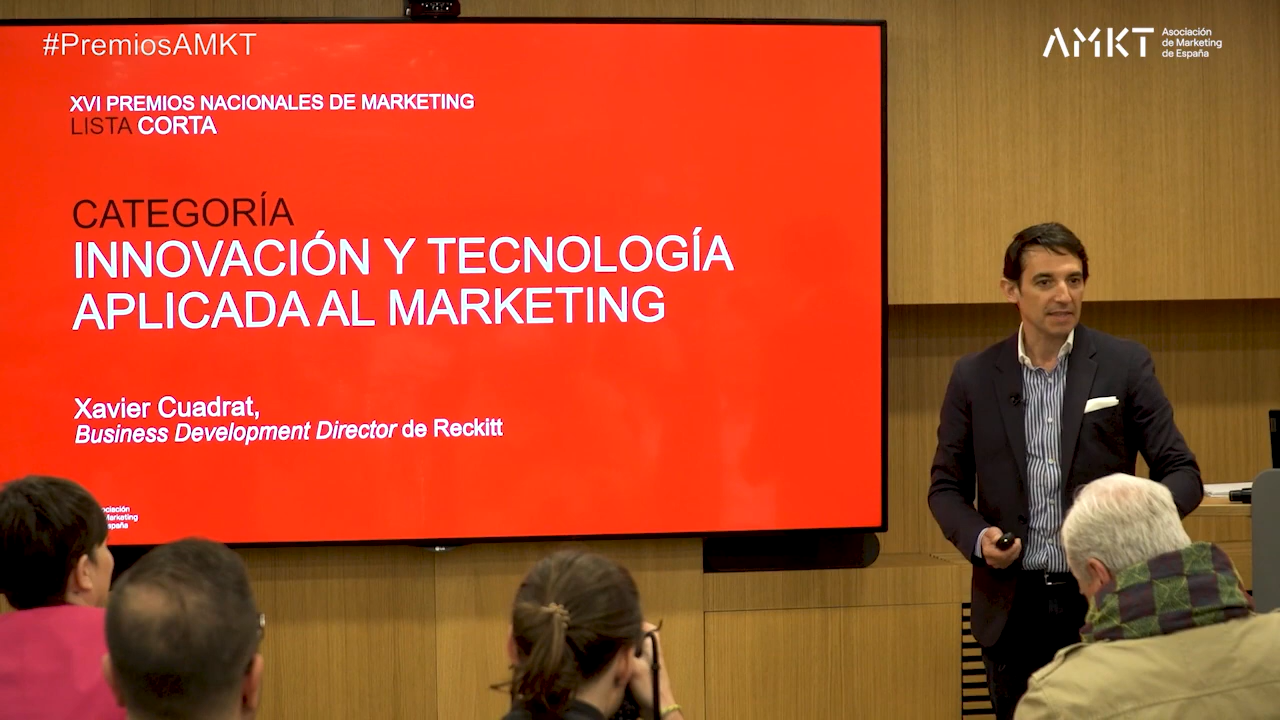 #PremiosAMKT
AMKT
Asociación
de Marketing
de España
XVI PREMIOS NACIONALES DE MARKETING
LISTA CORTA
CATEGORÍA
INNOVACIÓN Y TECNOLOGÍA
APLICADA AL MARKETING
Xavier Cuadrat,
Business Development Director de Reckitt